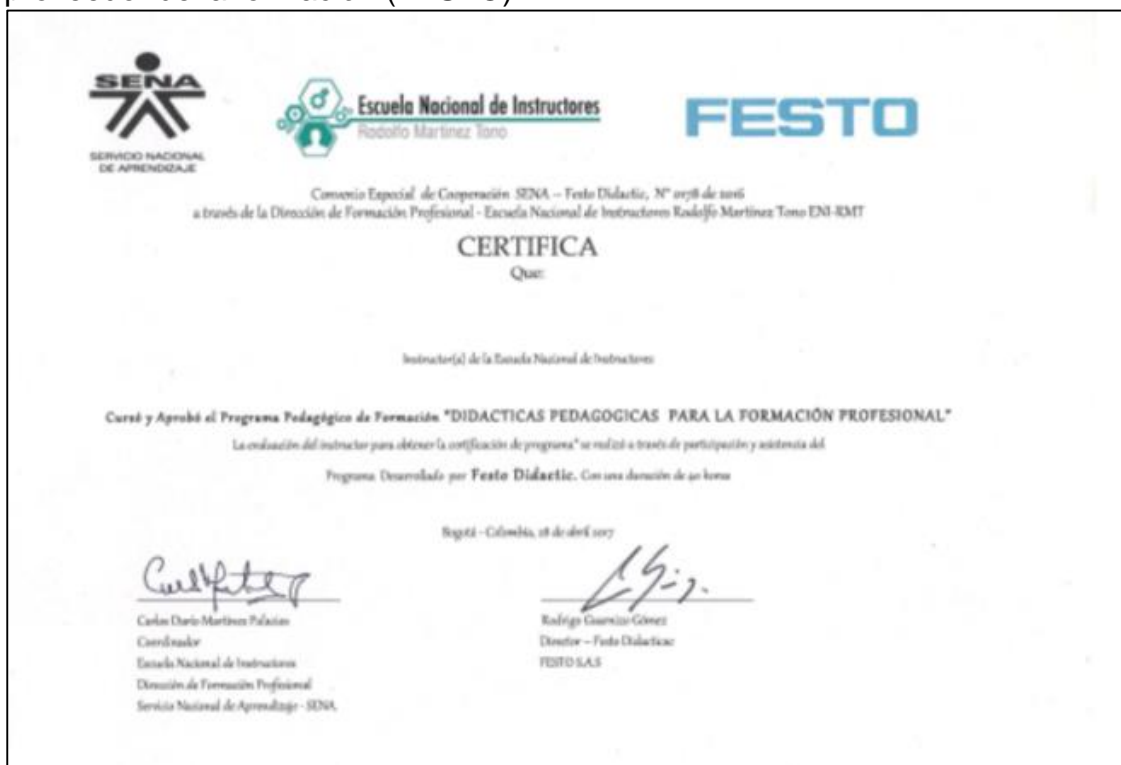 SENA
SERVICIO NACIONAL
DE APRENDIZAJE
Escuela Nacional de Instructores
Rodolfo Martínez Tono
FESTO
Convenio Especial de Cooperación SENA – Festo Didactic, N° 0178 de 2016
a través de la Dirección de Formación Profesional - Escuela Nacional de Instructores Rodolfo Martínez Tono ENI-RMT
CERTIFICA
Que:
Instructor(a) de la Escuela Nacional de Instructores
Cursó y Aprobó el Programa Pedagógico de Formación "DIDACTICAS PEDAGOGICAS PARA LA FORMACIÓN PROFESIONAL"
La evaluación del instructor para obtener la certificación de programa" se realizó a través de participación y asistencia del
Programa Desarrollado por Festo Didactic. Con una duración de 40 horas
Bogotá - Colombia, 28 de abril 2017
Carlos Darío Martínez Palacios
Coordinador
Escuela Nacional de Instructores
Dirección de Formación Profesional
Servicio Nacional de Aprendizaje - SENA
Rodrigo Guarnizo Gómez
Director – Festo Didactic
FESTO S.A.S